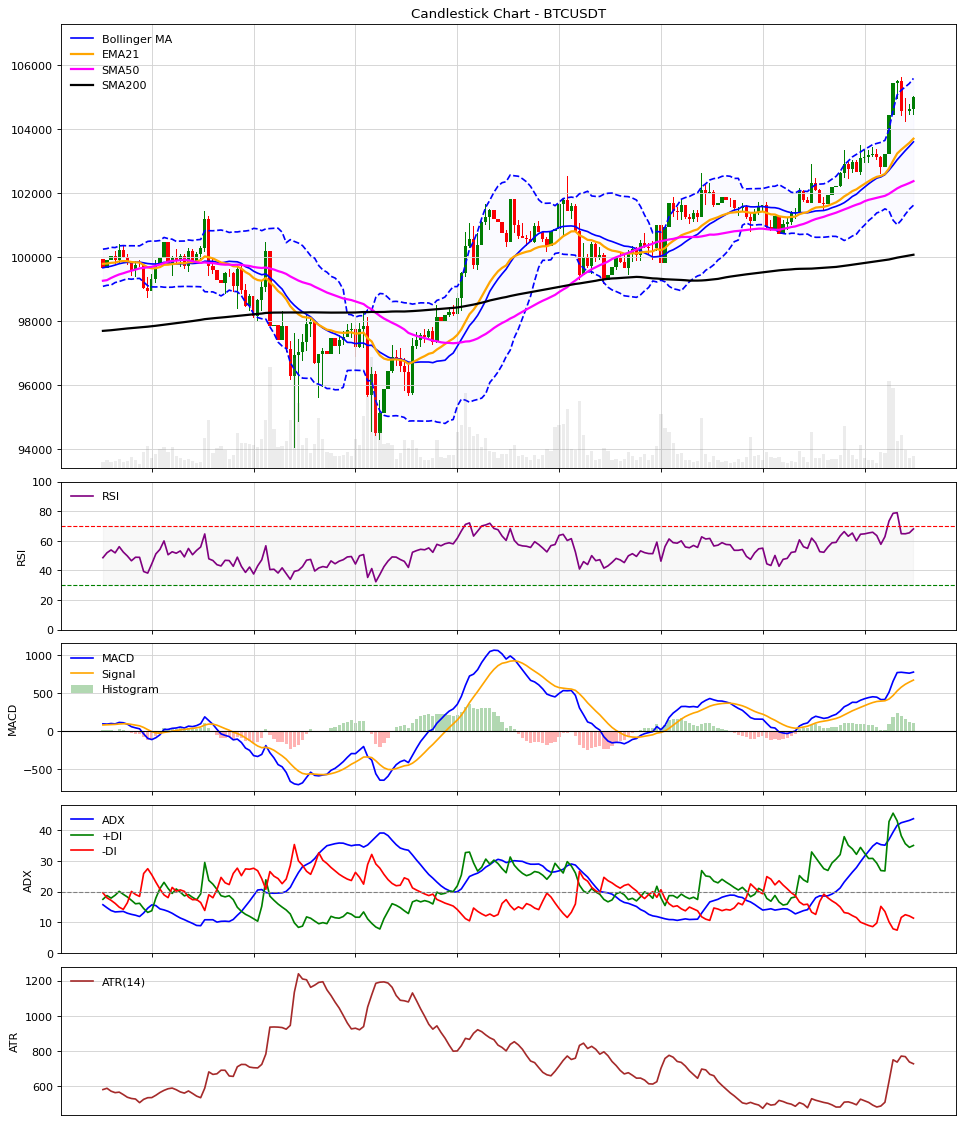 Candlestick Chart - BTCUSDT
Bollinger MA
EMA21
SMA50
SMA200
106000
104000
102000
100000
98000
96000
94000
RSI
100
80
60
40
20
0
RSI
MACD
Signal
Histogram
1000
500
0
−500
MACD
ADX
+DI
-DI
40
30
20
10
0
ADX
ATR(14)
1200
1000
800
600
ATR